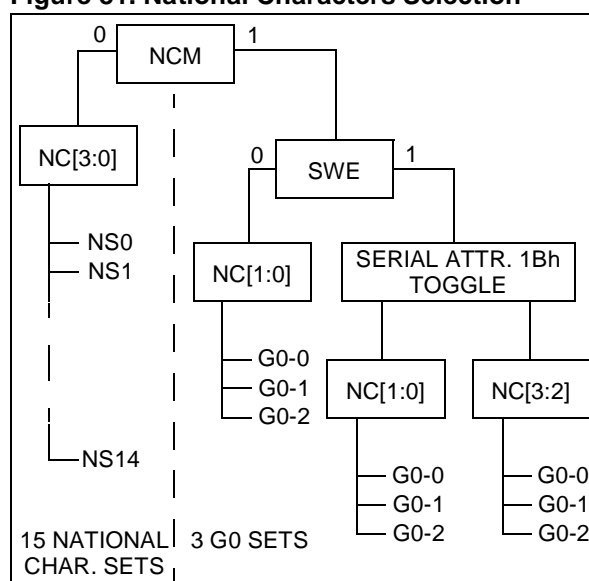 Figure 61. National Characters Selection
0
NCM
1
NC[3:0]
0
SWE
1
NS0
NS1
NS14
NC[1:0]
SERIAL ATTR. 1Bh
TOGGLE
G0-0
G0-1
G0-2
NC[1:0]
NC[3:2]
G0-0
G0-1
G0-2
G0-0
G0-1
G0-2
15 NATIONAL
CHAR. SETS
3 G0 SETS